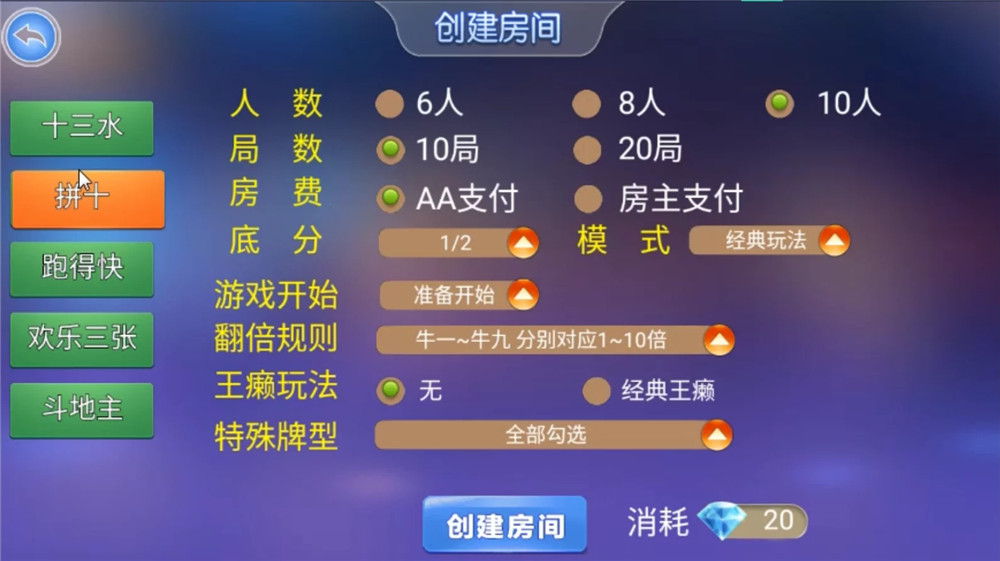 创建房间
十三水
拼十
跑得快
欢乐三张
斗地主
人 数 6人 8人 10人
局 数 10局 20局
房 费 AA支付 房主支付
底 分 1/2 模 式 经典玩法
游戏开始 准备开始
翻倍规则 牛一~牛九 分别对应1~10倍
王癞玩法 无 经典王癞
特殊牌型 全部勾选
创建房间 消耗 20